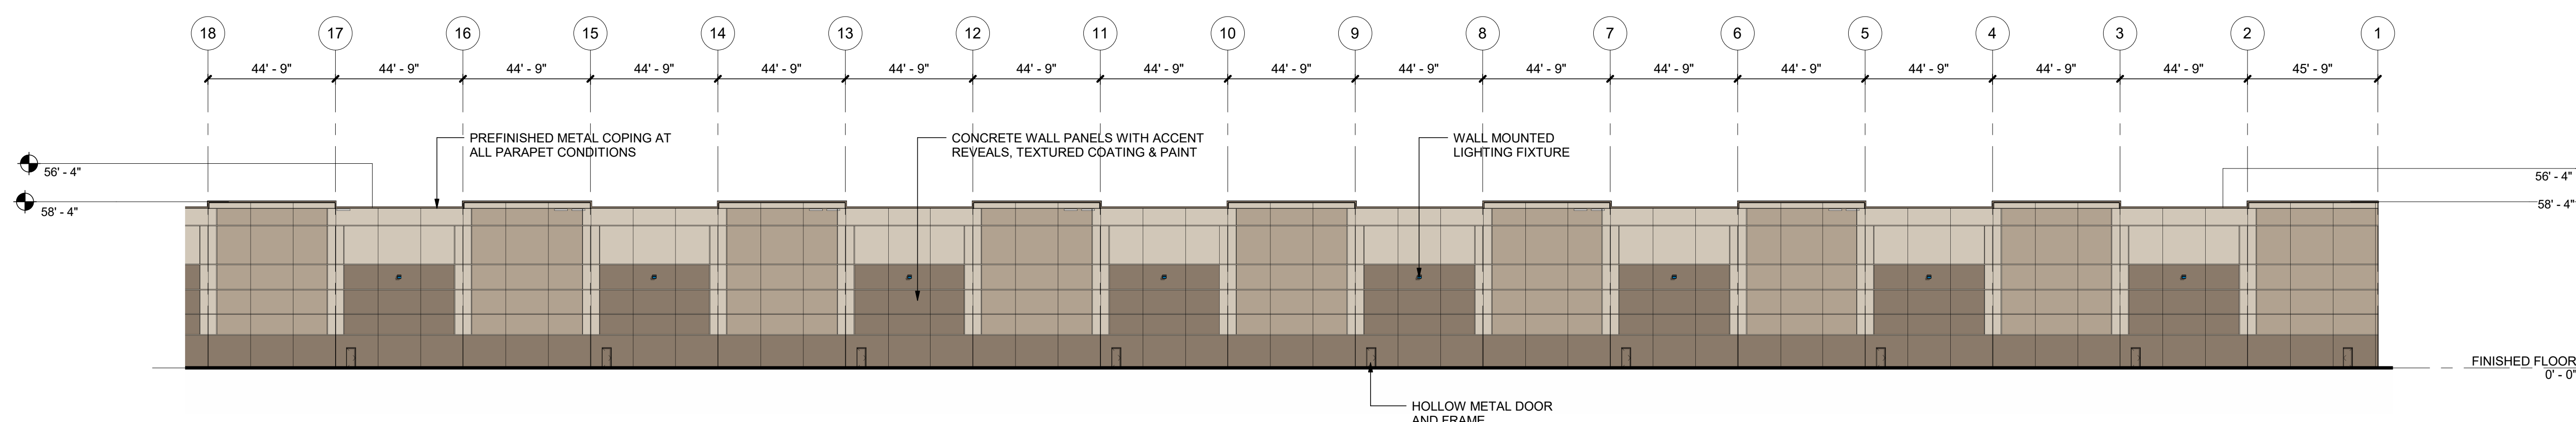 18 17 16 15 14 13 12 11 10 9 8 7 6 5 4 3 2 1
44' - 9" 44' - 9" 44' - 9" 44' - 9" 44' - 9" 44' - 9" 44' - 9" 44' - 9" 44' - 9" 44' - 9" 44' - 9" 44' - 9" 44' - 9" 44' - 9" 44' - 9" 44' - 9" 45' - 9"
PREFINISHED METAL COPING AT
ALL PARAPET CONDITIONS
CONCRETE WALL PANELS WITH ACCENT
REVEALS, TEXTURED COATING & PAINT
WALL MOUNTED
LIGHTING FIXTURE
56' - 4"
58' - 4"
56' - 4"
58' - 4"
FINISHED FLOOR
0' - 0"
HOLLOW METAL DOOR
AND FRAME